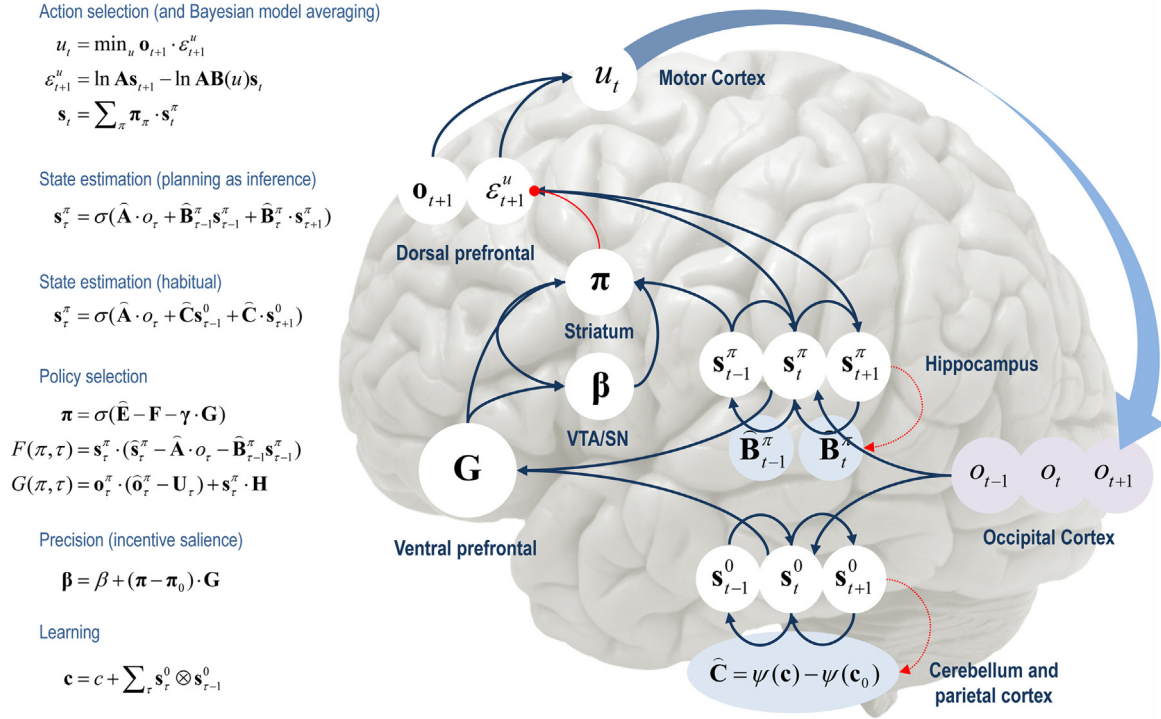 Action selection (and Bayesian model averaging)
u_t = min_u 𝐨_{t+1} · ε^u_{t+1}
ε^u_{t+1} = ln 𝐀𝐬_{t+1} − ln 𝐀𝐁(u)𝐬_t
𝐬_t = ∑_π 𝛑_π · 𝐬^π_t
State estimation (planning as inference)
𝐬^π_τ = σ(𝐀̂ · o_τ + 𝐁̂^π_{τ−1}𝐬^π_{τ−1} + 𝐁̂^π_τ · 𝐬^π_{τ+1})
State estimation (habitual)
𝐬^π_τ = σ(𝐀̂ · o_τ + 𝐂̂𝐬^0_{τ−1} + 𝐂̂ · 𝐬^0_{τ+1})
Policy selection
𝛑 = σ(𝐄̂ − 𝐅 − 𝛄 · 𝐆)
F(π,τ) = 𝐬^π_τ · (𝐬̂^π_τ − 𝐀̂ · o_τ − 𝐁̂^π_{τ−1}𝐬^π_{τ−1})
G(π,τ) = 𝐨^π_τ · (𝐨̂^π_τ − 𝐔_τ) + 𝐬^π_τ · 𝐇
Precision (incentive salience)
𝛃 = β + (𝛑 − 𝛑_0) · 𝐆
Learning
𝐜 = c + ∑_τ 𝐬^0_τ ⊗ 𝐬^0_{τ−1}
u_t
Motor Cortex
𝐨_{t+1}
ε^u_{t+1}
Dorsal prefrontal
𝛑
Striatum
𝛃
VTA/SN
𝐬^π_{t−1}
𝐬^π_t
𝐬^π_{t+1}
Hippocampus
𝐁̂^π_{t−1}
𝐁̂^π_t
𝐆
Ventral prefrontal
o_{t−1}
o_t
o_{t+1}
Occipital Cortex
𝐬^0_{t−1}
𝐬^0_t
𝐬^0_{t+1}
𝐂̂ = ψ(𝐜) − ψ(𝐜_0)
Cerebellum and
parietal cortex